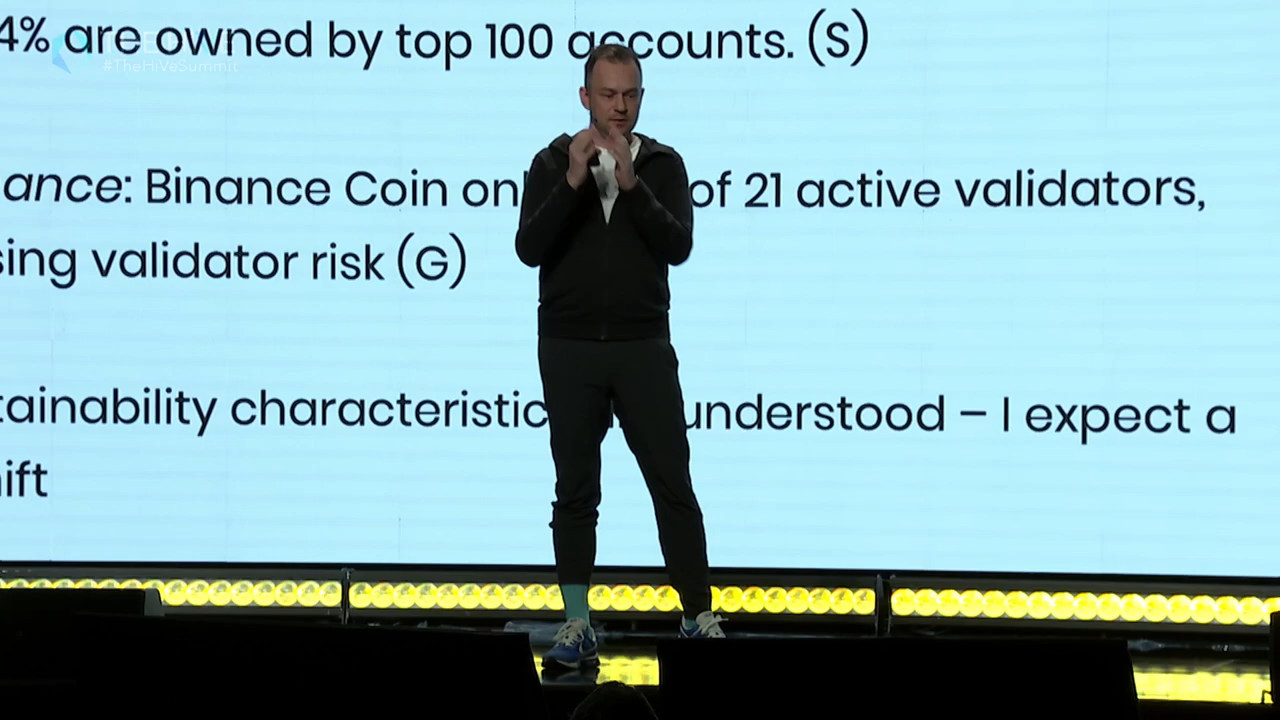 4% are owned by top 100 accounts. (S)
#TheHiveSummit
ance: Binance Coin on of 21 active validators,
sing validator risk (G)
tainability characteristic understood – I expect a
ift